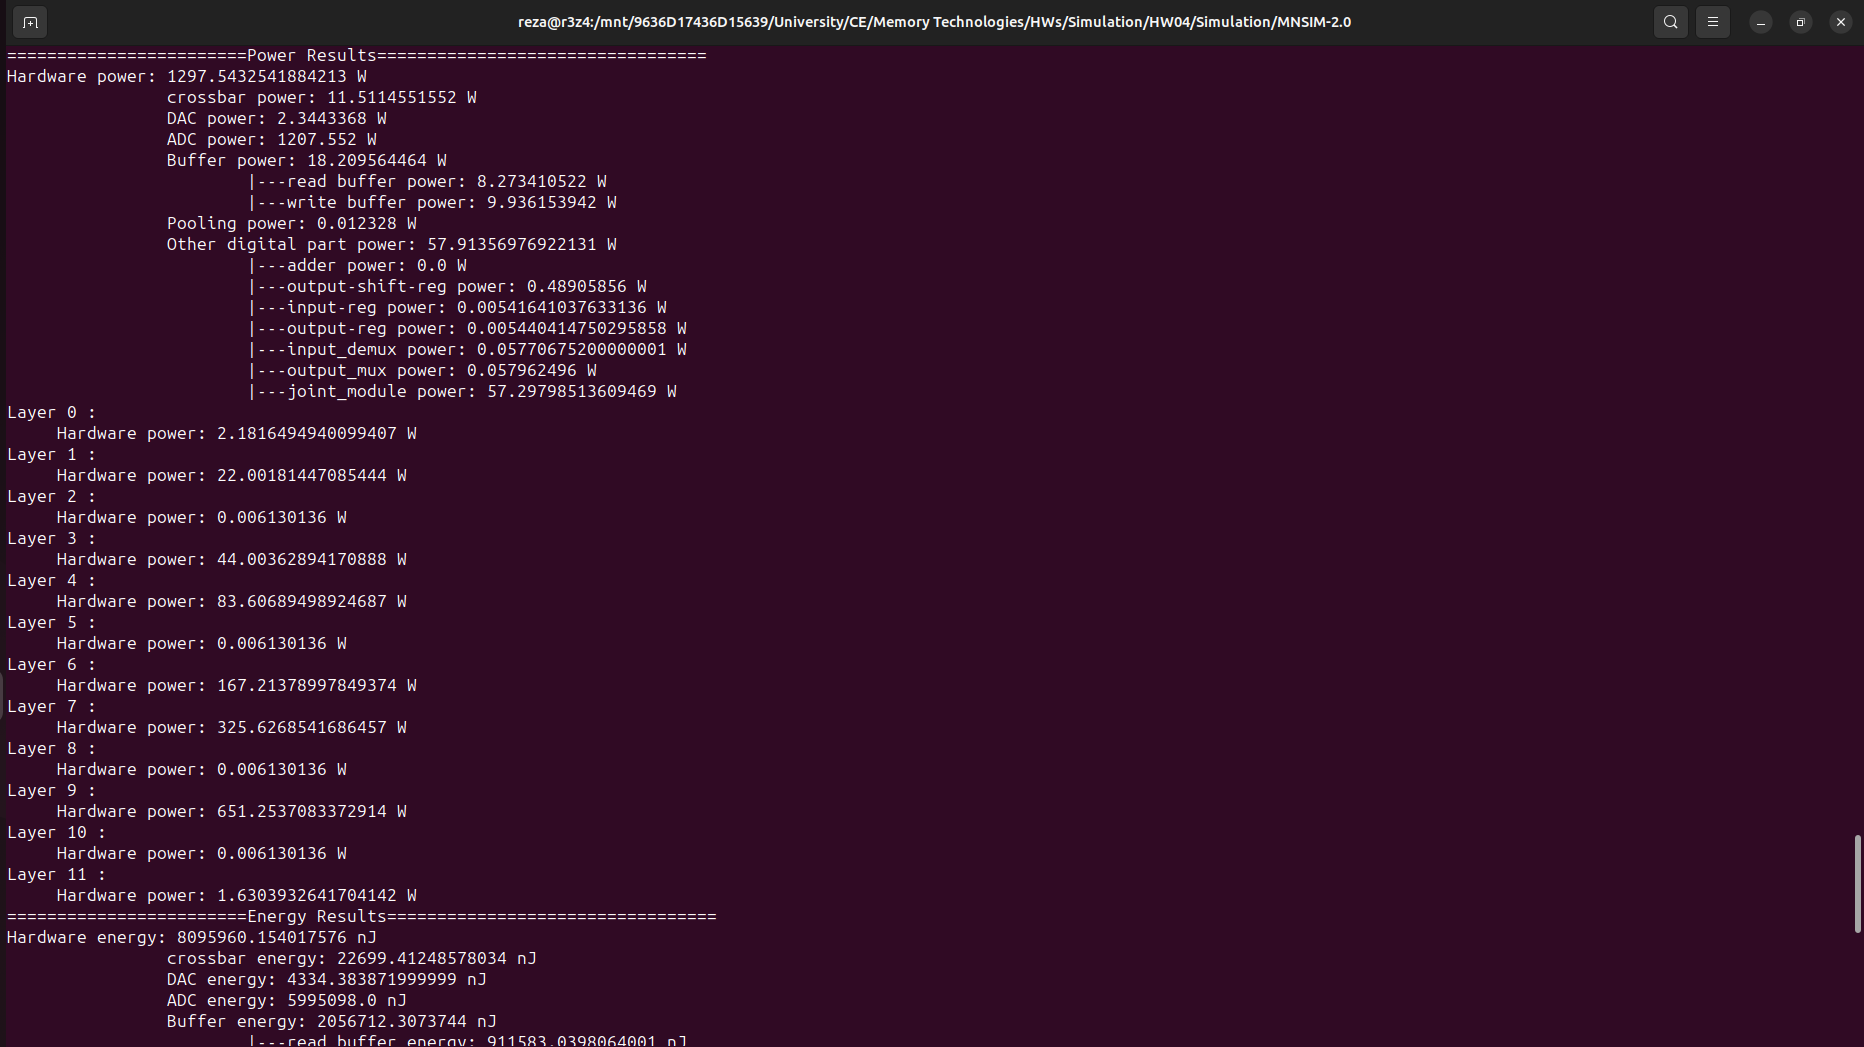 reza@r3z4:/mnt/9636D17436D15639/University/CE/Memory Technologies/HWs/Simulation/HW04/Simulation/MNSIM-2.0
========================Power Results=================================
Hardware power: 1297.5432541884213 W
crossbar power: 11.5114551552 W
DAC power: 2.3443368 W
ADC power: 1207.552 W
Buffer power: 18.209564464 W
|---read buffer power: 8.273410522 W
|---write buffer power: 9.936153942 W
Pooling power: 0.012328 W
Other digital part power: 57.91356976922131 W
|---adder power: 0.0 W
|---output-shift-reg power: 0.48905856 W
|---input-reg power: 0.00541641037633136 W
|---output-reg power: 0.005440414750295858 W
|---input_demux power: 0.05770675200000001 W
|---output_mux power: 0.057962496 W
|---joint_module power: 57.29798513609469 W
Layer 0 :
Hardware power: 2.1816494940099407 W
Layer 1 :
Hardware power: 22.00181447085444 W
Layer 2 :
Hardware power: 0.006130136 W
Layer 3 :
Hardware power: 44.00362894170888 W
Layer 4 :
Hardware power: 83.60689498924687 W
Layer 5 :
Hardware power: 0.006130136 W
Layer 6 :
Hardware power: 167.21378997849374 W
Layer 7 :
Hardware power: 325.6268541686457 W
Layer 8 :
Hardware power: 0.006130136 W
Layer 9 :
Hardware power: 651.2537083372914 W
Layer 10 :
Hardware power: 0.006130136 W
Layer 11 :
Hardware power: 1.6303932641704142 W
========================Energy Results=================================
Hardware energy: 8095960.154017576 nJ
crossbar energy: 22699.41248578034 nJ
DAC energy: 4334.383871999999 nJ
ADC energy: 5995098.0 nJ
Buffer energy: 2056712.3073744 nJ
|---read buffer energy: 911583.0398064001 nJ